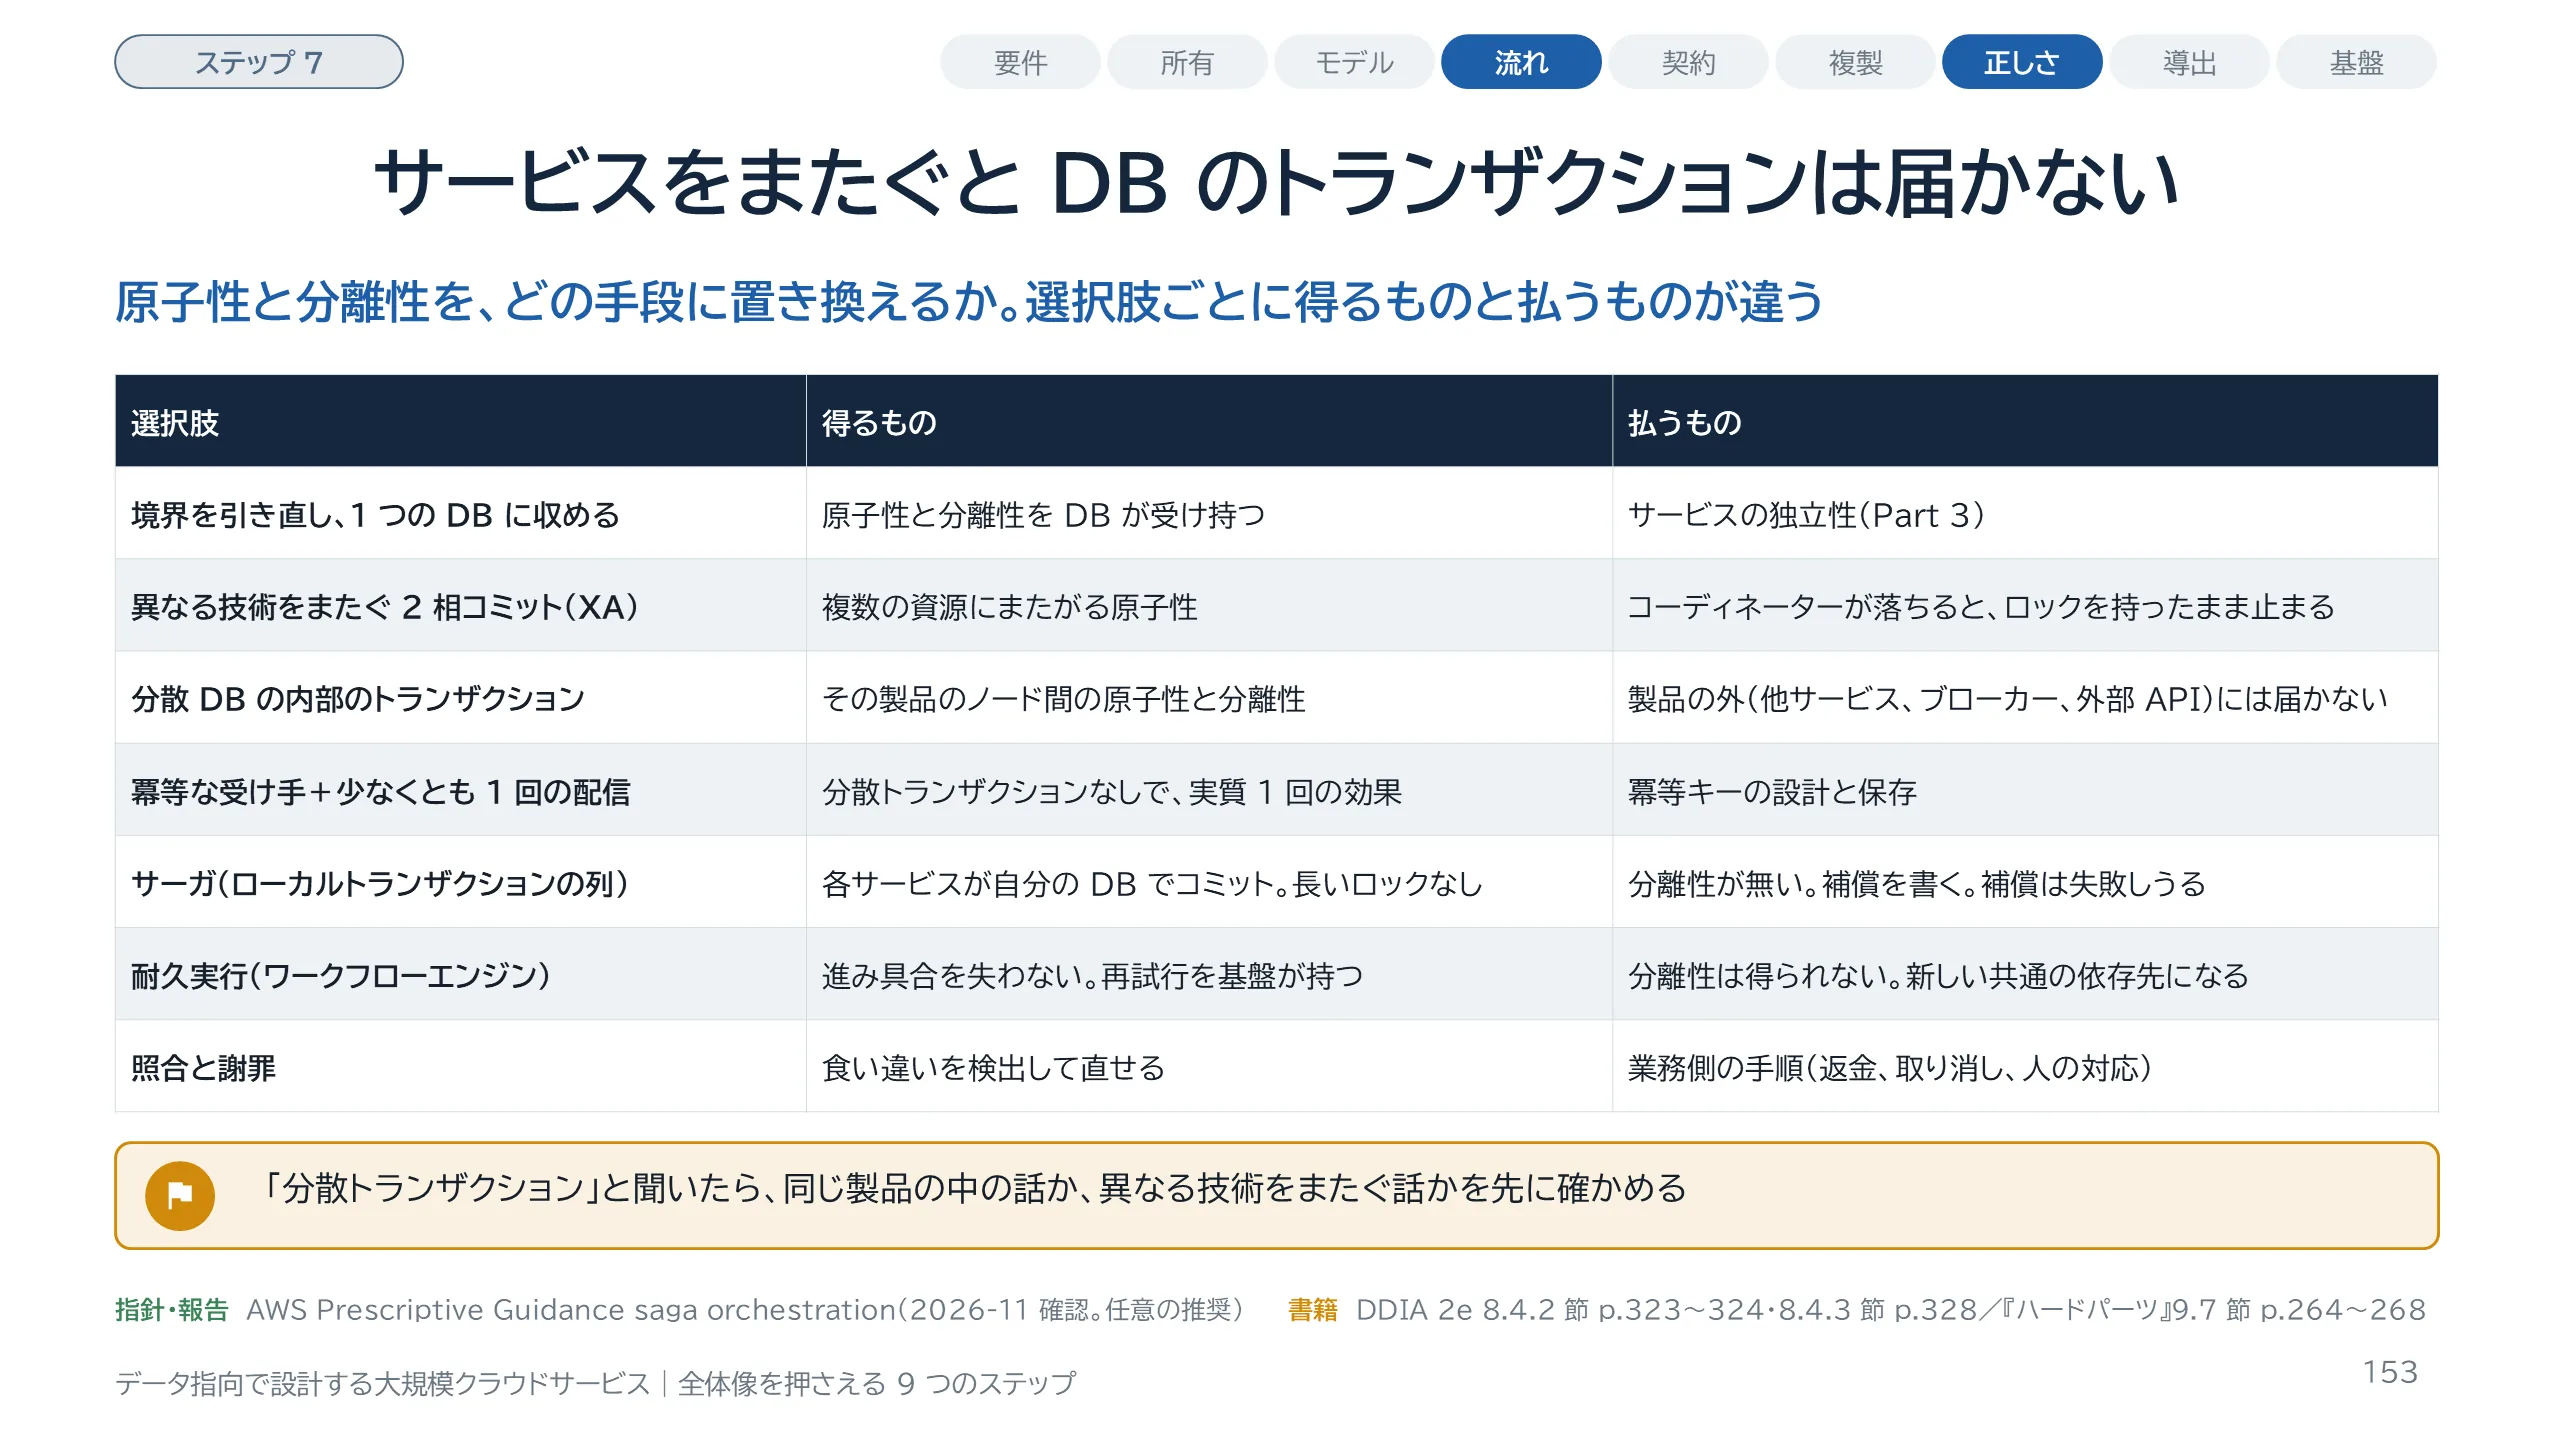 ステップ 7
要件 所有 モデル 流れ 契約 複製 正しさ 導出 基盤
サービスをまたぐと DB のトランザクションは届かない
原子性と分離性を、どの手段に置き換えるか。選択肢ごとに得るものと払うものが違う
選択肢 得るもの 払うもの
境界を引き直し、1 つの DB に収める 原子性と分離性を DB が受け持つ サービスの独立性（Part 3）
異なる技術をまたぐ 2 相コミット（XA） 複数の資源にまたがる原子性 コーディネーターが落ちると、ロックを持ったまま止まる
分散 DB の内部のトランザクション その製品のノード間の原子性と分離性 製品の外（他サービス、ブローカー、外部 API）には届かない
冪等な受け手＋少なくとも 1 回の配信 分散トランザクションなしで、実質 1 回の効果 冪等キーの設計と保存
サーガ（ローカルトランザクションの列） 各サービスが自分の DB でコミット。長いロックなし 分離性が無い。補償を書く。補償は失敗しうる
耐久実行（ワークフローエンジン） 進み具合を失わない。再試行を基盤が持つ 分離性は得られない。新しい共通の依存先になる
照合と謝罪 食い違いを検出して直せる 業務側の手順（返金、取り消し、人の対応）
「分散トランザクション」と聞いたら、同じ製品の中の話か、異なる技術をまたぐ話かを先に確かめる
指針・報告 AWS Prescriptive Guidance saga orchestration（2026-11 確認。任意の推奨） 書籍 DDIA 2e 8.4.2 節 p.323～324・8.4.3 節 p.328／『ハードパーツ』9.7 節 p.264～268
データ指向で設計する大規模クラウドサービス｜全体像を押さえる 9 つのステップ
153